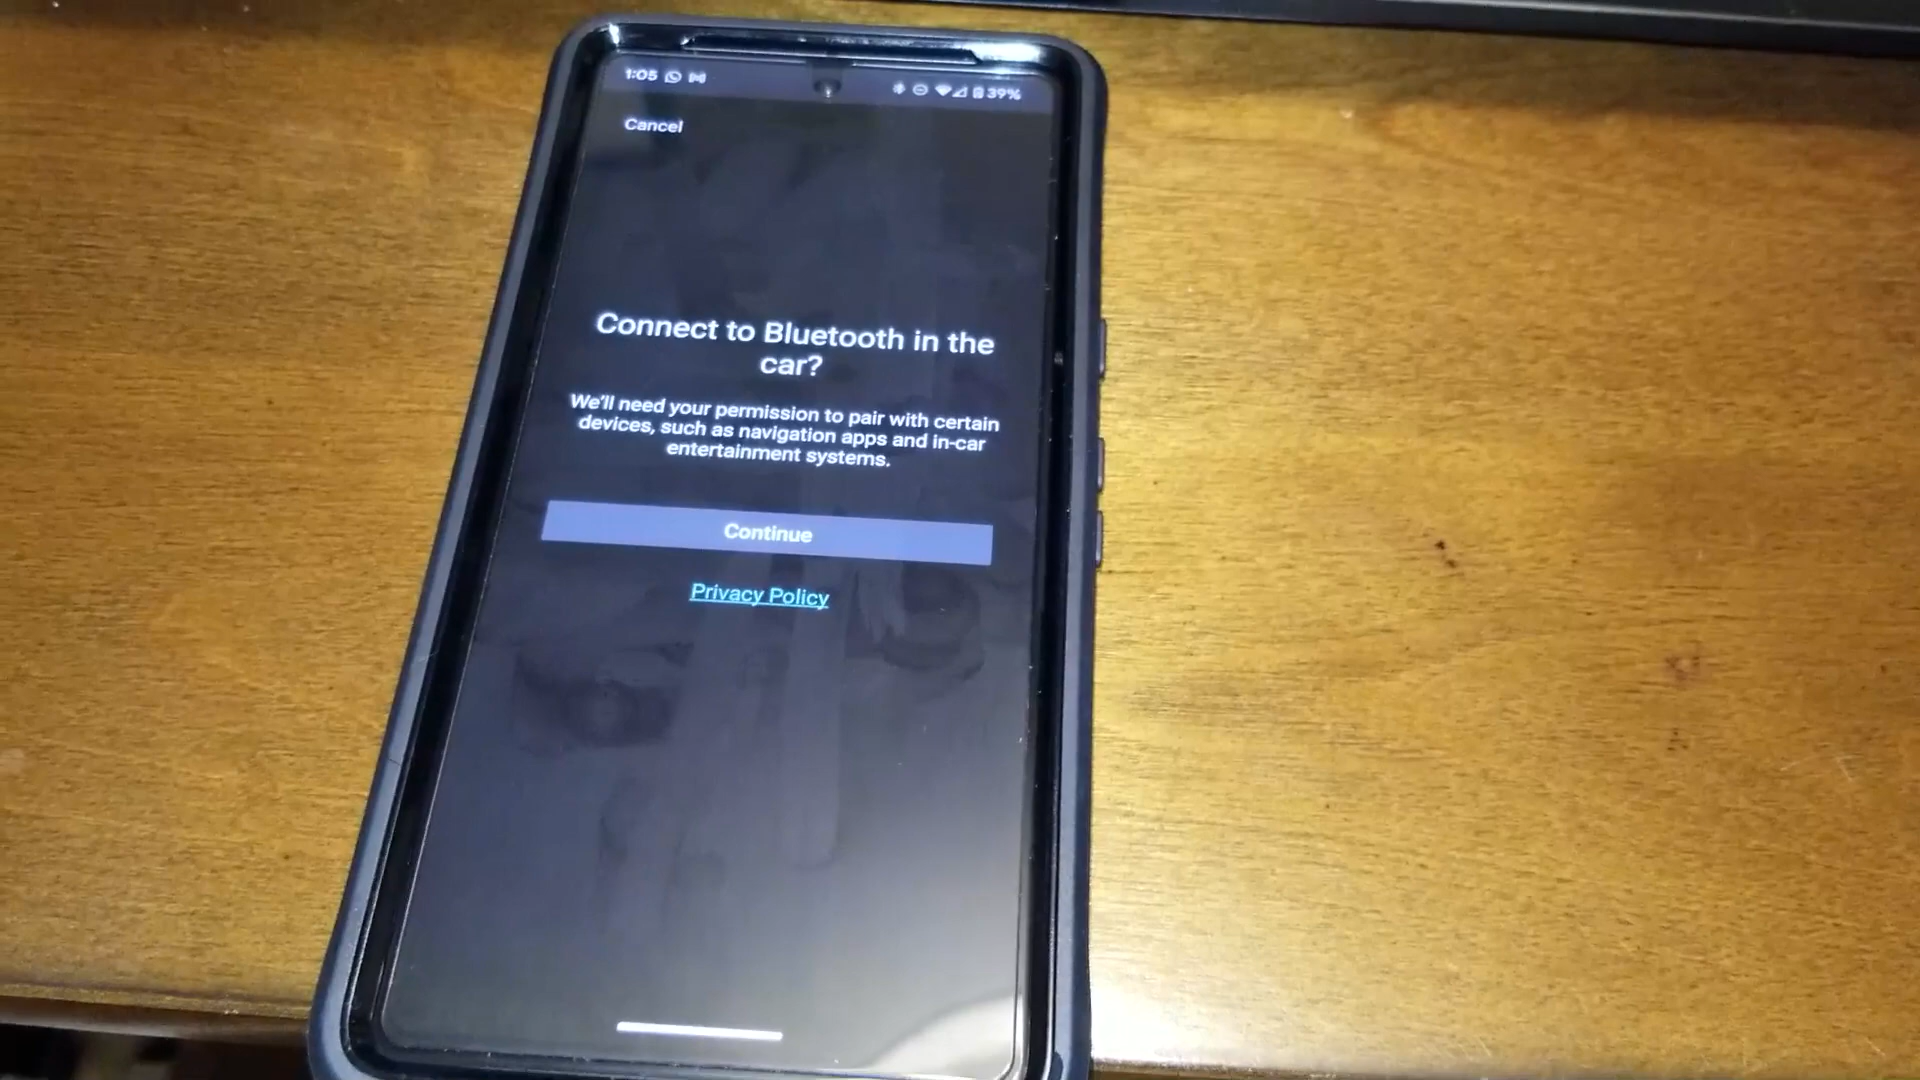 1:05
39%
Cancel
Connect to Bluetooth in the
car?
We'll need your permission to pair with certain
devices, such as navigation apps and in-car
entertainment systems.
Continue
Privacy Policy